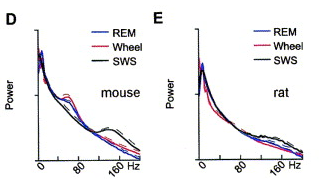 D
REM
Wheel
SWS
Power
mouse
0 80 160 Hz
E
REM
Wheel
SWS
Power
rat
0 80 160 Hz